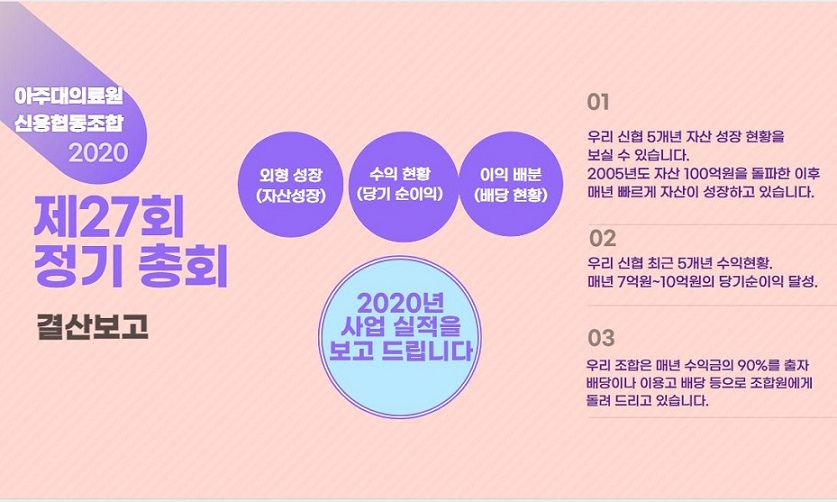 아주대의료원
신용협동조합
2020
제27회
정기 총회
결산보고
외형 성장
(자산성장)
수익 현황
(당기 순이익)
이익 배분
(배당 현황)
2020년
사업 실적을
보고 드립니다
01
우리 신협 5개년 자산 성장 현황을
보실 수 있습니다.
2005년도 자산 100억원을 돌파한 이후
매년 빠르게 자산이 성장하고 있습니다.
02
우리 신협 최근 5개년 수익현황.
매년 7억원~10억원의 당기순이익 달성.
03
우리 조합은 매년 수익금의 90%를 출자
배당이나 이용고 배당 등으로 조합원에게
돌려 드리고 있습니다.